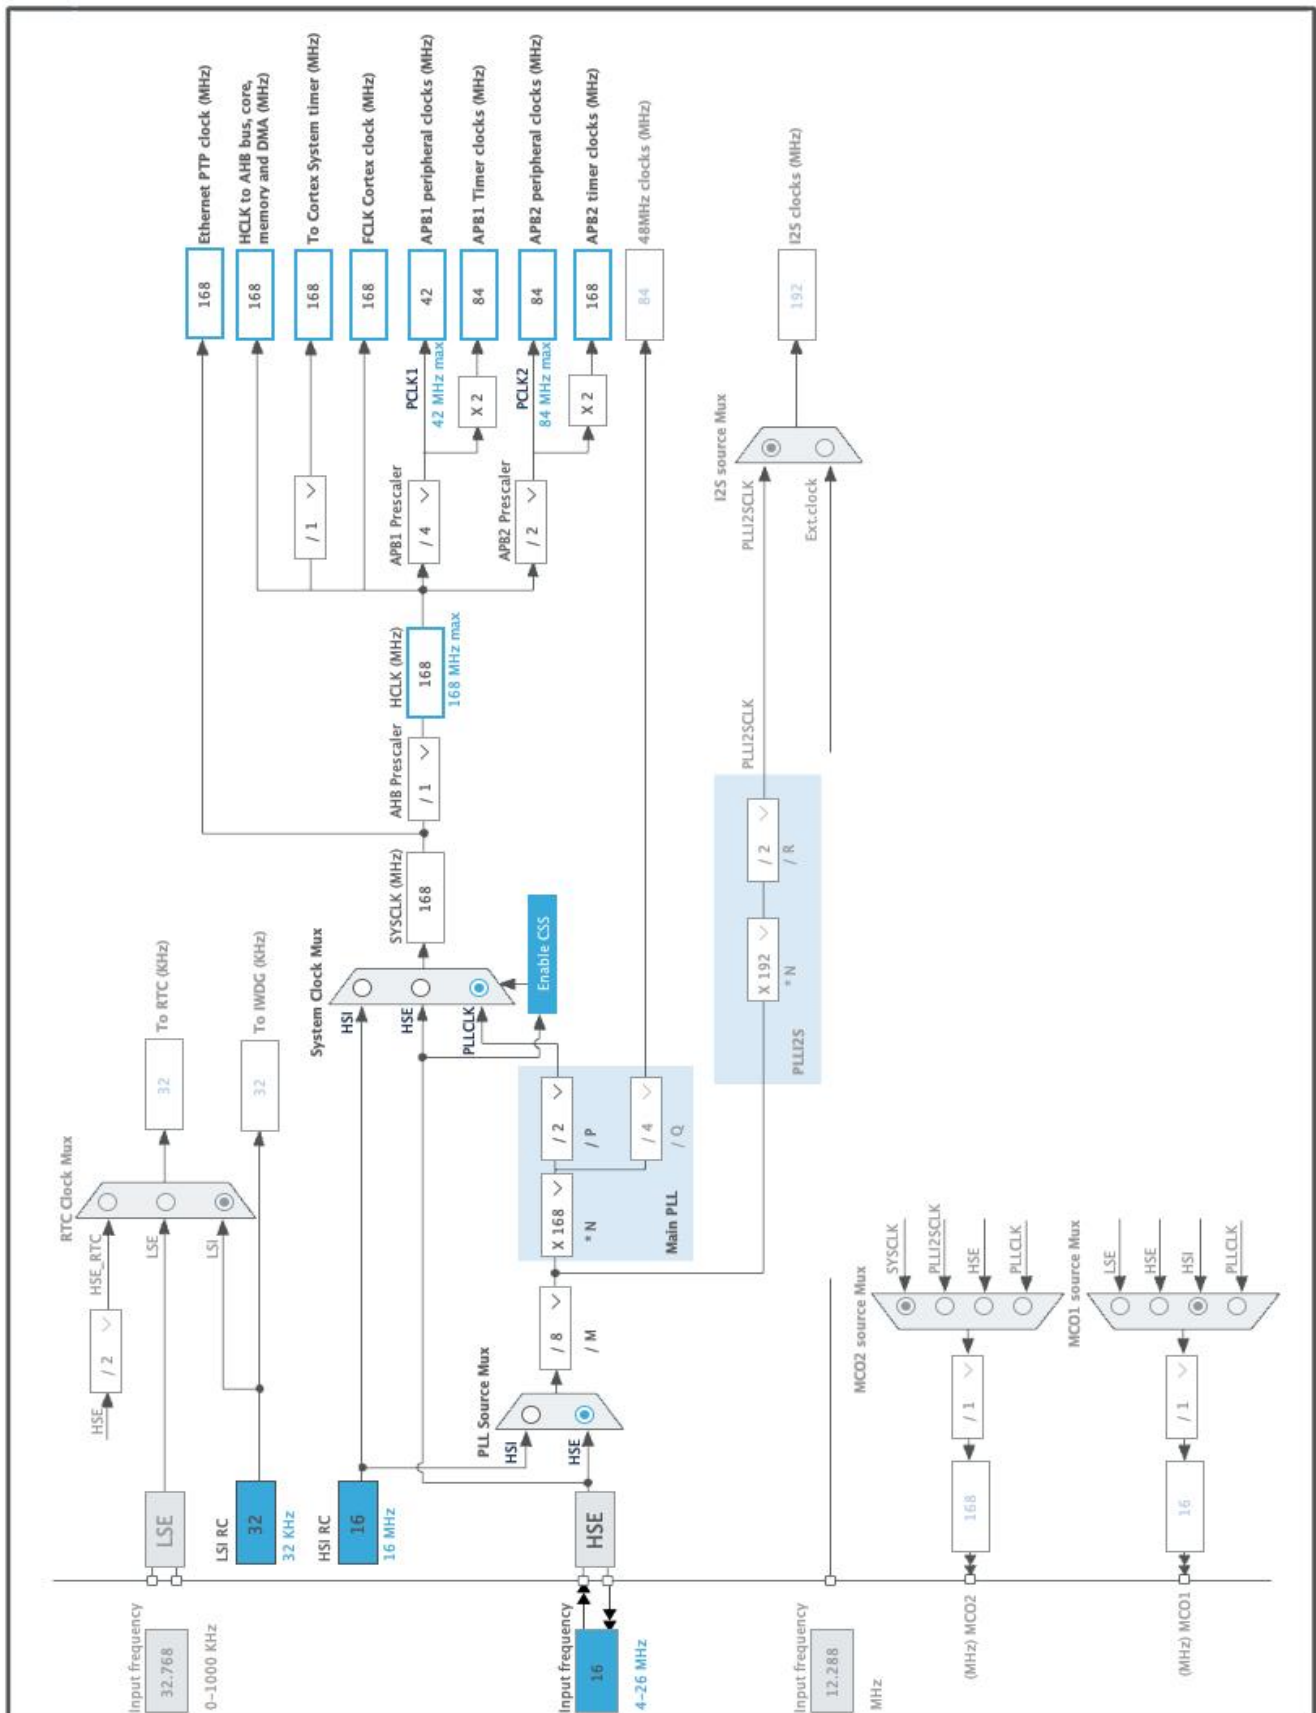 Input frequency
32.768
0-1000 KHz
LSE
HSE
/ 2
HSE_RTC
LSE
LSI
RTC Clock Mux
32
To RTC (KHz)
LSI RC
32
32 KHz
32
To IWDG (KHz)
HSI RC
16
16 MHz
Input frequency
16
4-26 MHz
HSE
PLL Source Mux
HSI
HSE
/ 8
/ M
X 168
* N
/ 2
/ P
/ 4
/ Q
Main PLL
System Clock Mux
HSI
HSE
PLLCLK
Enable CSS
SYSCLK (MHz)
168
AHB Prescaler
/ 1
HCLK (MHz)
168
168 MHz max
/ 1
APB1 Prescaler
/ 4
PCLK1
42 MHz max
X 2
APB2 Prescaler
/ 2
PCLK2
84 MHz max
X 2
168
Ethernet PTP clock (MHz)
168
HCLK to AHB bus, core,
memory and DMA (MHz)
168
To Cortex System timer (MHz)
168
FCLK Cortex clock (MHz)
42
APB1 peripheral clocks (MHz)
84
APB1 Timer clocks (MHz)
84
APB2 peripheral clocks (MHz)
168
APB2 timer clocks (MHz)
84
48MHz clocks (MHz)
X 192
* N
/ 2
/ R
PLLI2S
PLLI2SCLK
PLLI2SCLK
Ext.clock
I2S source Mux
192
I2S clocks (MHz)
Input frequency
12.288
MHz
MCO2 source Mux
SYSCLK
PLLI2SCLK
HSE
PLLCLK
/ 1
168
(MHz) MCO2
MCO1 source Mux
LSE
HSE
HSI
PLLCLK
/ 1
16
(MHz) MCO1